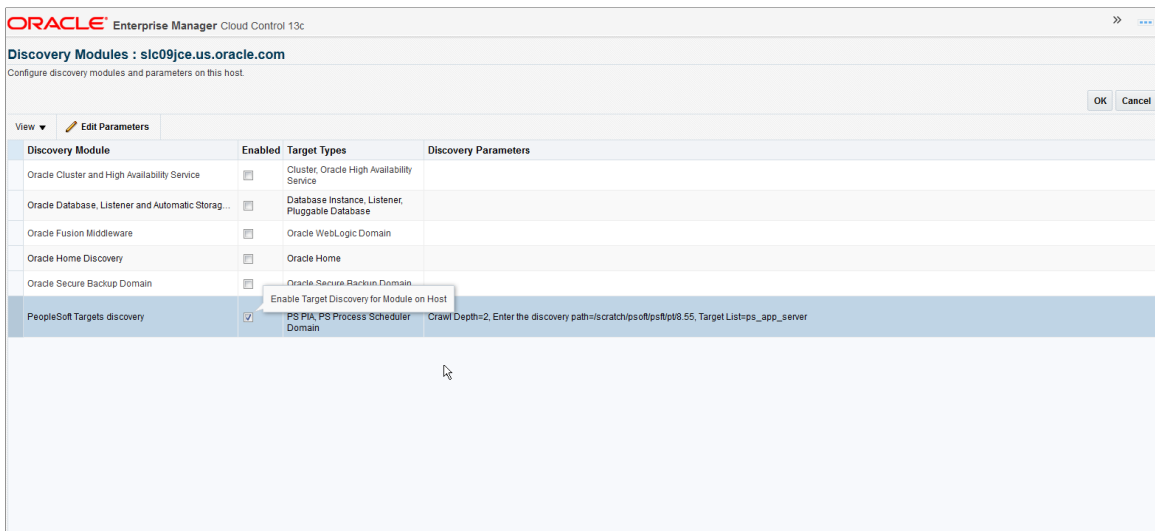 ORACLE Enterprise Manager Cloud Control 13c
Discovery Modules : slc09jce.us.oracle.com
Configure discovery modules and parameters on this host.
OK Cancel
View Edit Parameters
Discovery Module Enabled Target Types Discovery Parameters
Oracle Cluster and High Availability Service
Cluster, Oracle High Availability
Service
Oracle Database, Listener and Automatic Storag...
Database Instance, Listener,
Pluggable Database
Oracle Fusion Middleware Oracle WebLogic Domain
Oracle Home Discovery Oracle Home
Oracle Secure Backup Domain Oracle Secure Backup Domain
Enable Target Discovery for Module on Host
PeopleSoft Targets discovery
PS PIA, PS Process Scheduler
Domain
Crawl Depth=2, Enter the discovery path=/scratch/psoft/psft/pt/8.55, Target List=ps_app_server